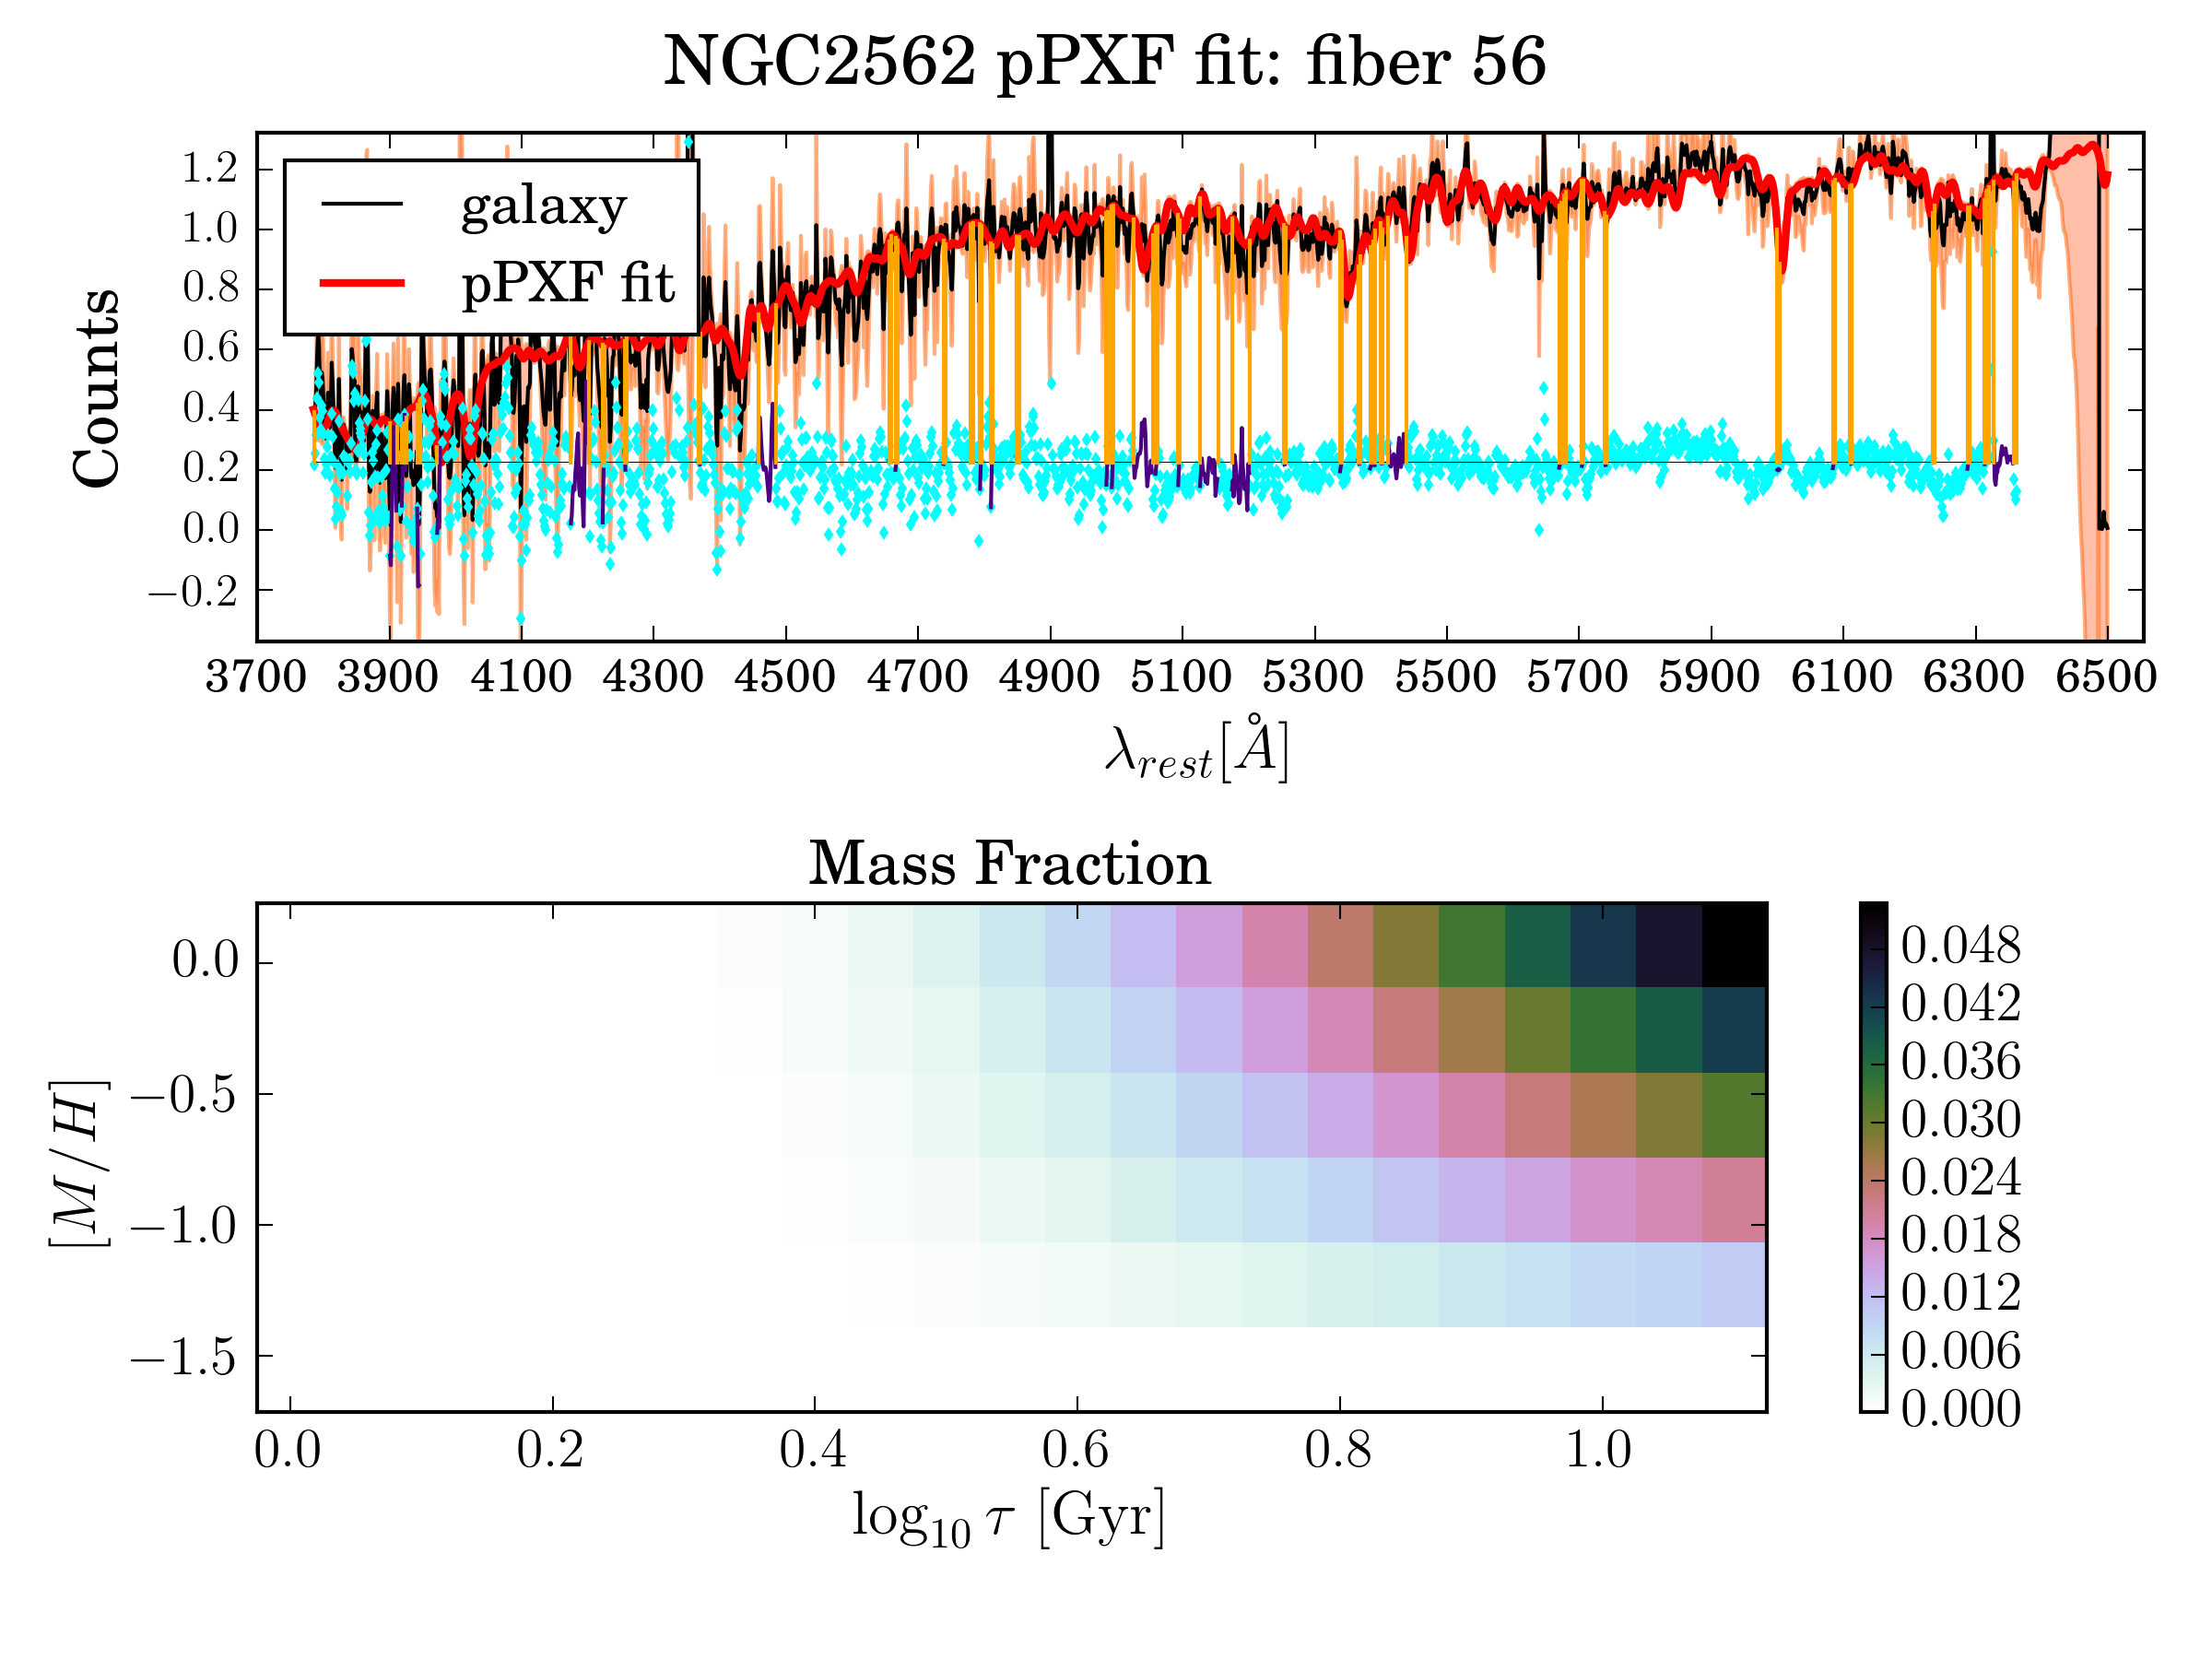 NGC2562 pPXF fit: fiber 56
galaxy
pPXF fit
Counts
1.2
1.0
0.8
0.6
0.4
0.2
0.0
−0.2
3700 3900 4100 4300 4500 4700 4900 5100 5300 5500 5700 5900 6100 6300 6500
λ_rest[Å]
Mass Fraction
[M/H]
0.0
−0.5
−1.0
−1.5
0.0 0.2 0.4 0.6 0.8 1.0
log₁₀ τ [Gyr]
0.048
0.042
0.036
0.030
0.024
0.018
0.012
0.006
0.000